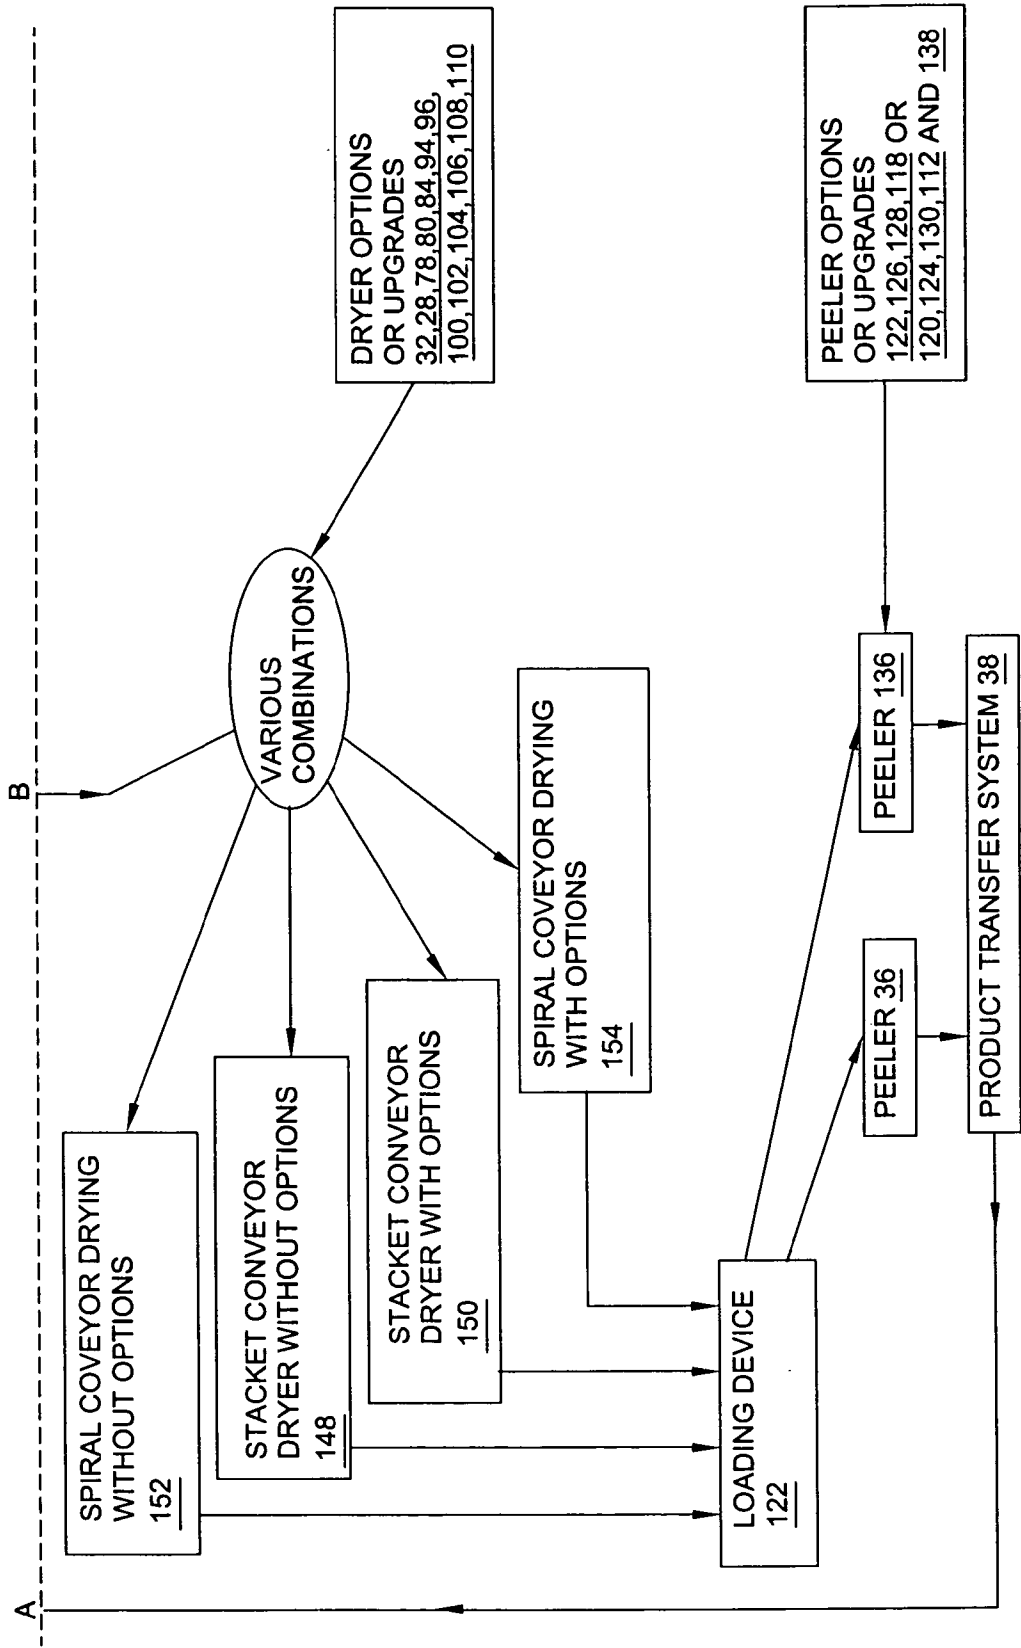 A
B
SPIRAL COVEYOR DRYING
WITHOUT OPTIONS
152
STACKET CONVEYOR
DRYER WITHOUT OPTIONS
148
STACKET CONVEYOR
DRYER WITH OPTIONS
150
SPIRAL COVEYOR DRYING
WITH OPTIONS
154
VARIOUS
COMBINATIONS
DRYER OPTIONS
OR UPGRADES
32,28,78,80,84,94,96,
100,102,104,106,108,110
LOADING DEVICE
122
PEELER 36
PEELER 136
PEELER OPTIONS
OR UPGRADES
122,126,128,118 OR
120,124,130,112 AND 138
PRODUCT TRANSFER SYSTEM 38